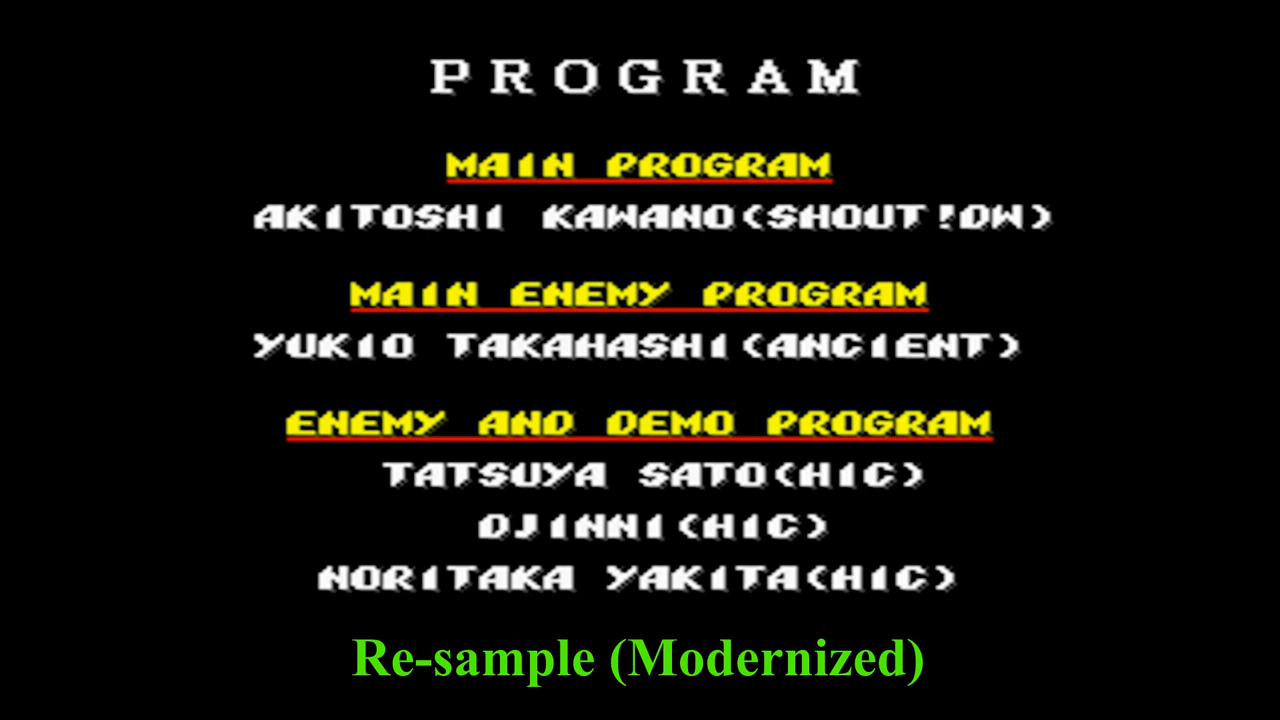 PROGRAM
MAIN PROGRAM
AKITOSHI KAWANO(SHOUT!DW)
MAIN ENEMY PROGRAM
YUKIO TAKAHASHI(ANCIENT)
ENEMY AND DEMO PROGRAM
TATSUYA SATO(HIC)
DJINNI(HIC)
NORITAKA YAKITA(HIC)
Re-sample (Modernized)